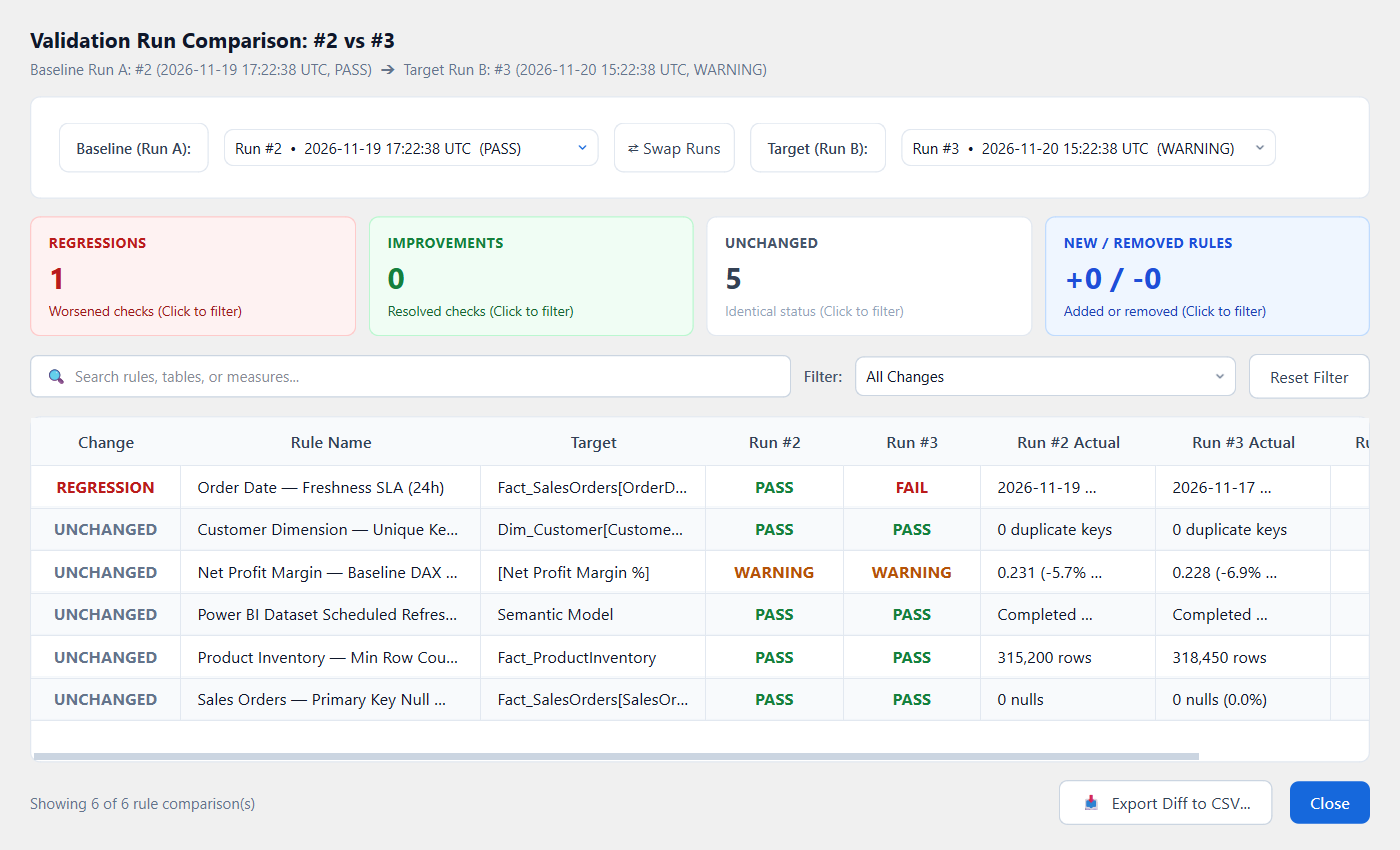 Validation Run Comparison: #2 vs #3
Baseline Run A: #2 (2026-11-19 17:22:38 UTC, PASS) ➔ Target Run B: #3 (2026-11-20 15:22:38 UTC, WARNING)
Baseline (Run A): Run #2 • 2026-11-19 17:22:38 UTC (PASS) ⇄ Swap Runs Target (Run B): Run #3 • 2026-11-20 15:22:38 UTC (WARNING)
REGRESSIONS IMPROVEMENTS UNCHANGED NEW / REMOVED RULES
1 0 5 +0 / -0
Worsened checks (Click to filter) Resolved checks (Click to filter) Identical status (Click to filter) Added or removed (Click to filter)
Search rules, tables, or measures... Filter: All Changes Reset Filter
Change Rule Name Target Run #2 Run #3 Run #2 Actual Run #3 Actual
REGRESSION Order Date — Freshness SLA (24h) Fact_SalesOrders[OrderD... PASS FAIL 2026-11-19 ... 2026-11-17 ...
UNCHANGED Customer Dimension — Unique Ke... Dim_Customer[Custome... PASS PASS 0 duplicate keys 0 duplicate keys
UNCHANGED Net Profit Margin — Baseline DAX ... [Net Profit Margin %] WARNING WARNING 0.231 (-5.7% ... 0.228 (-6.9% ...
UNCHANGED Power BI Dataset Scheduled Refres... Semantic Model PASS PASS Completed ... Completed ...
UNCHANGED Product Inventory — Min Row Cou... Fact_ProductInventory PASS PASS 315,200 rows 318,450 rows
UNCHANGED Sales Orders — Primary Key Null ... Fact_SalesOrders[SalesOr... PASS PASS 0 nulls 0 nulls (0.0%)
Showing 6 of 6 rule comparison(s) Export Diff to CSV... Close